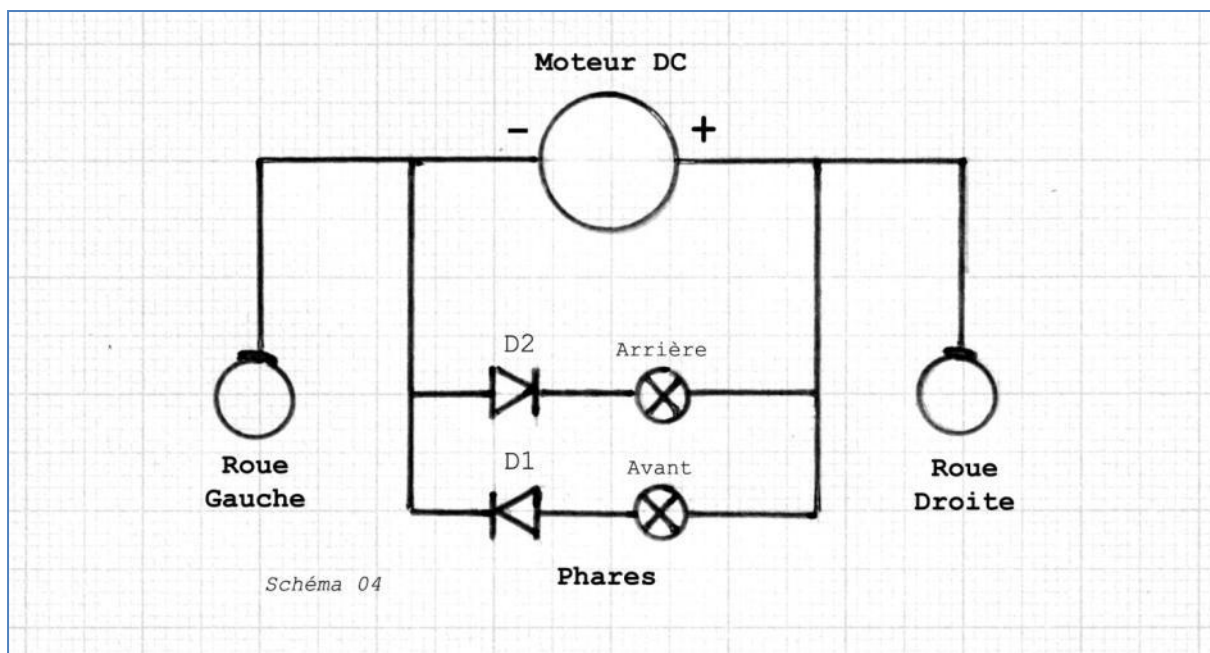 Moteur DC
- +
D2
Arrière
D1
Avant
Roue
Gauche
Roue
Droite
Phares
Schéma 04